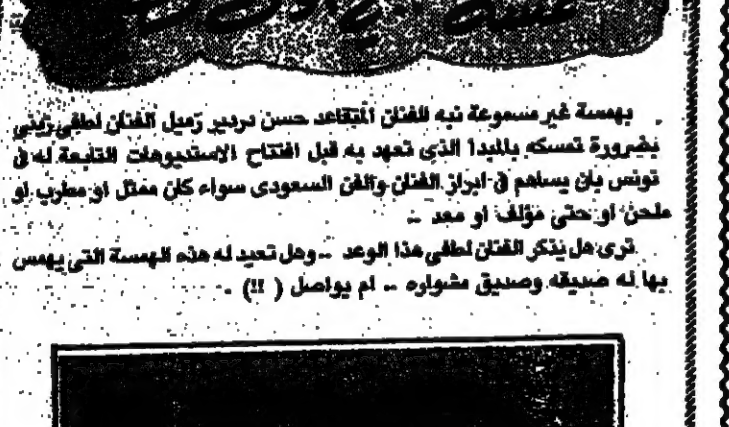 بهمسة غير مسموعة نبه الفنان المتقاعد حسن دردير زميل الفنان لطفي زيني
بضرورة تمسكه بالمبدأ الذى تعهد به قبل افتتاح الاستديوهات التابعة له في
تونس بان يساهم في ابراز الفنان والفن السعودى سواء كان ممثل او مطرب او
ملحن او حتى مؤلف او معد ..
ترى هل يذكر الفنان لطفي هذا الوعد .. وهل تعيد له هذه الهمسة التي يهمس
بها له صديقه وصديق مشواره .. ام يواصل ( !! ) .